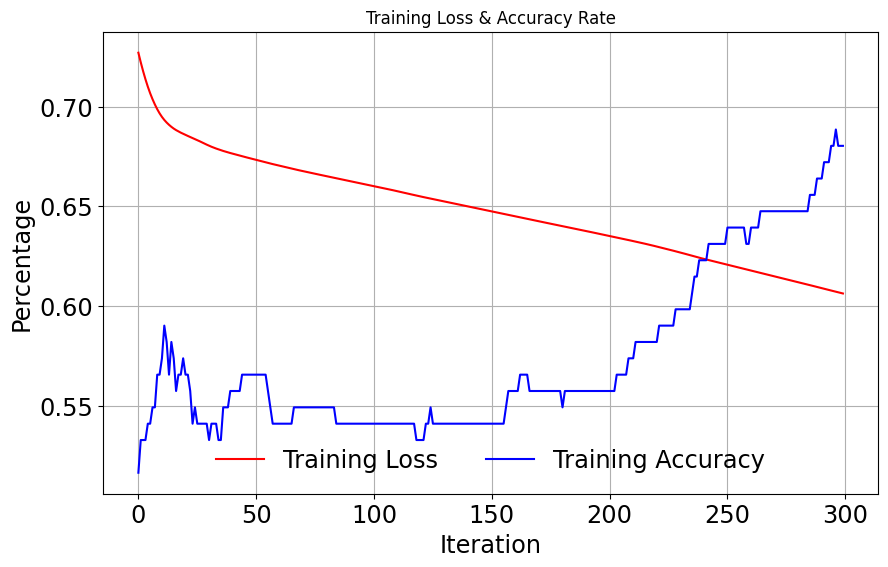 Training Loss & Accuracy Rate
Percentage
0.70
0.65
0.60
0.55
Training Loss
Training Accuracy
0 50 100 150 200 250 300
Iteration